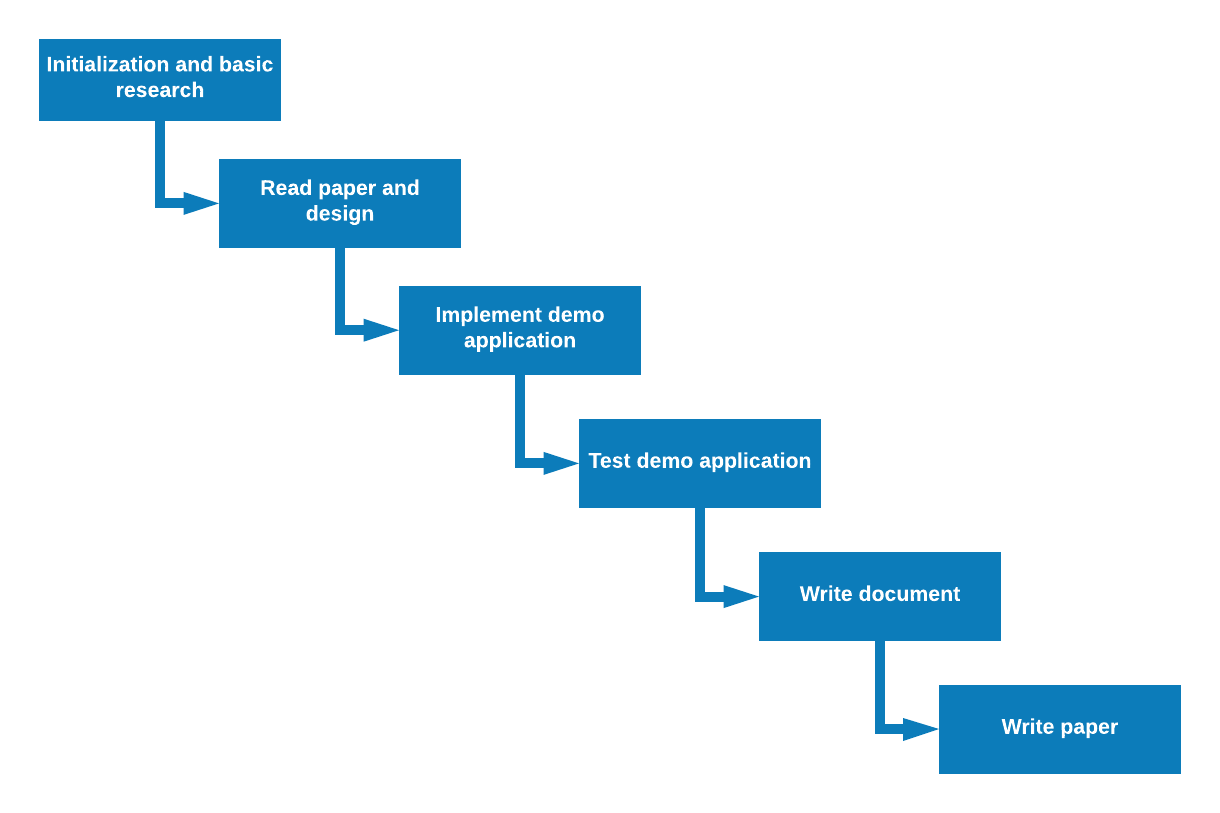 Initialization and basic
research
Read paper and
design
Implement demo
application
Test demo application
Write document
Write paper